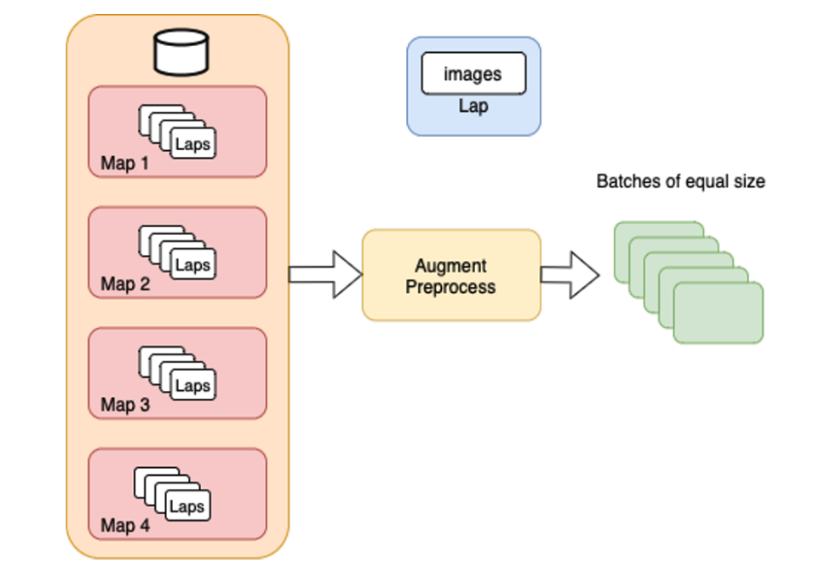 Laps
Map 1
Laps
Map 2
Laps
Map 3
Laps
Map 4
images
Lap
Augment
Preprocess
Batches of equal size